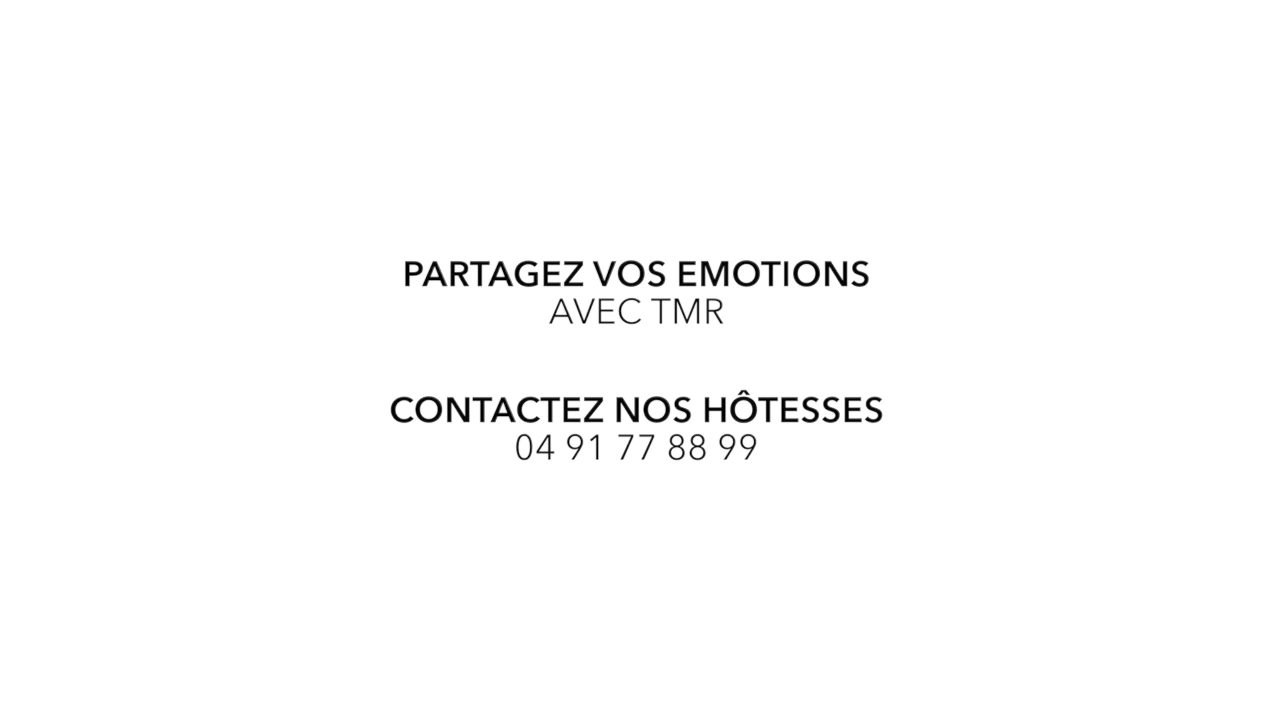 PARTAGEZ VOS EMOTIONS
AVEC TMR
CONTACTEZ NOS HÔTESSES
04 91 77 88 99